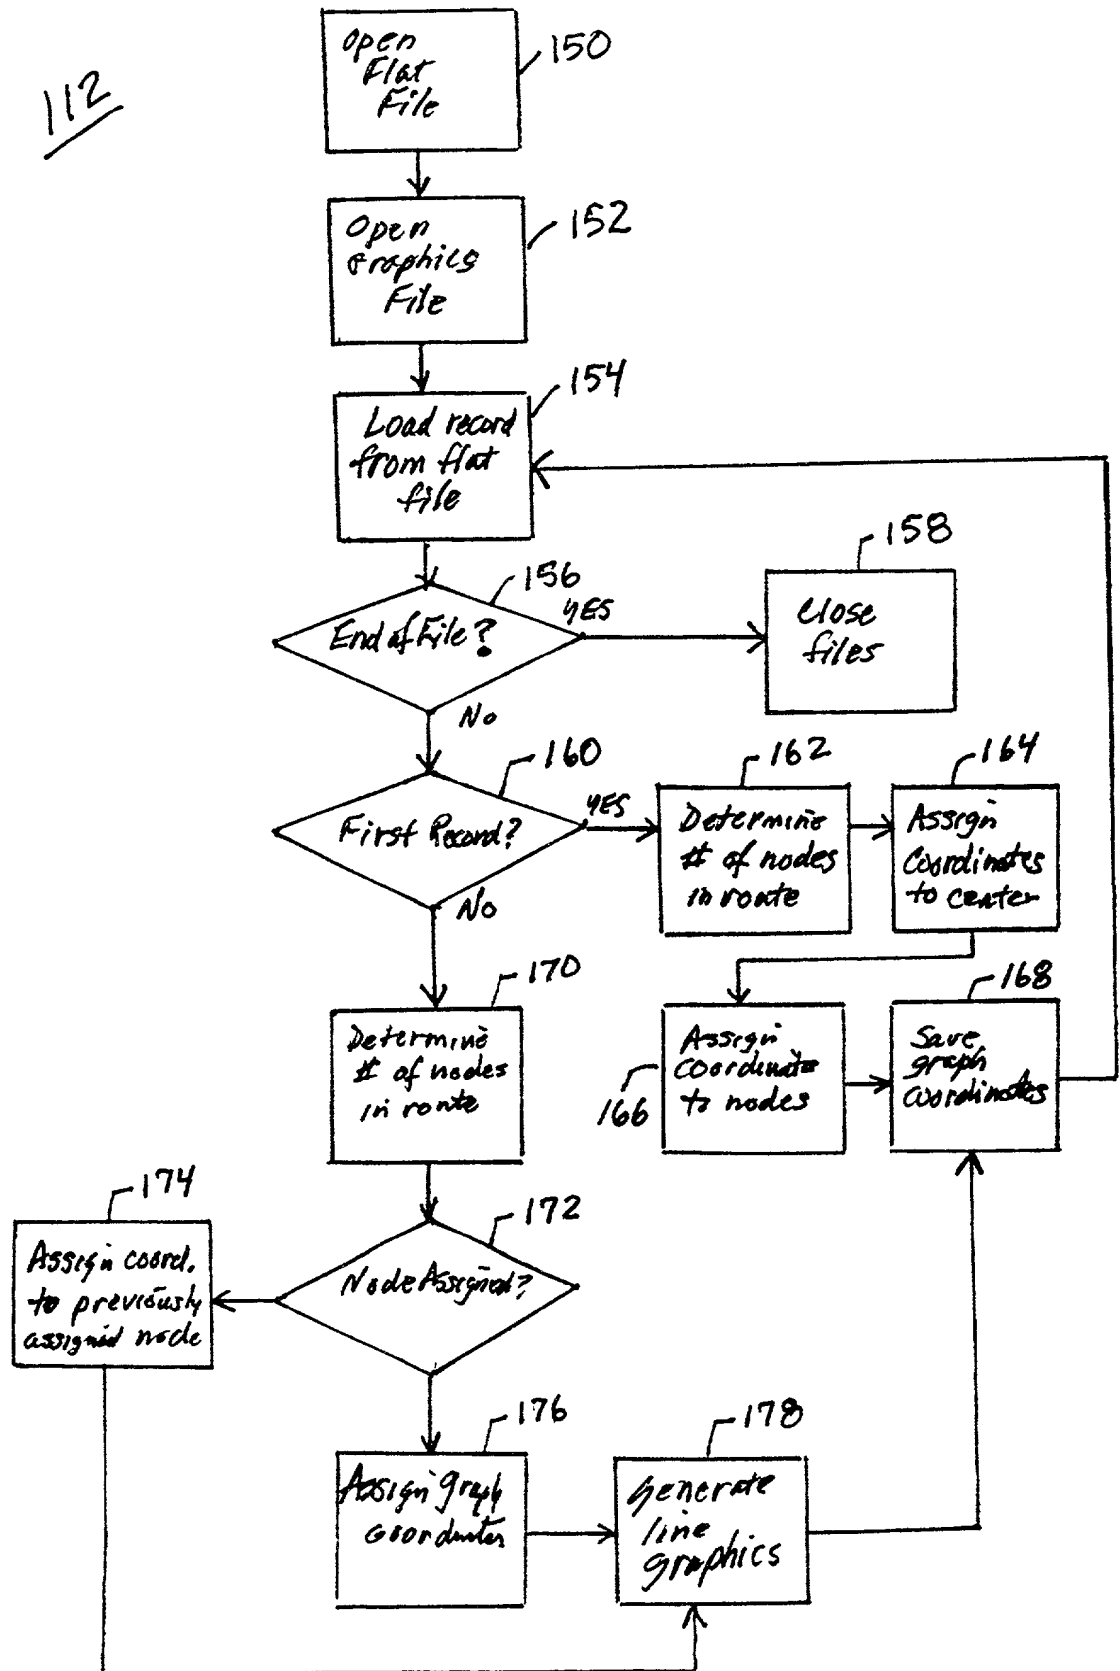 112
Open
Flat
File
150
Open
Graphics
File
152
Load record
from flat
file
154
End of File?
156
YES
No
Close
files
158
First Record?
160
YES
No
Determine
# of nodes
in route
162
Assign
Coordinates
to center
164
Assign
coordinate
to nodes
166
Save
graph
coordinates
168
Determine
# of nodes
in route
170
Node Assigned?
172
Assign coord.
to previously
assigned node
174
Assign graph
coordinates
176
Generate
line
graphics
178